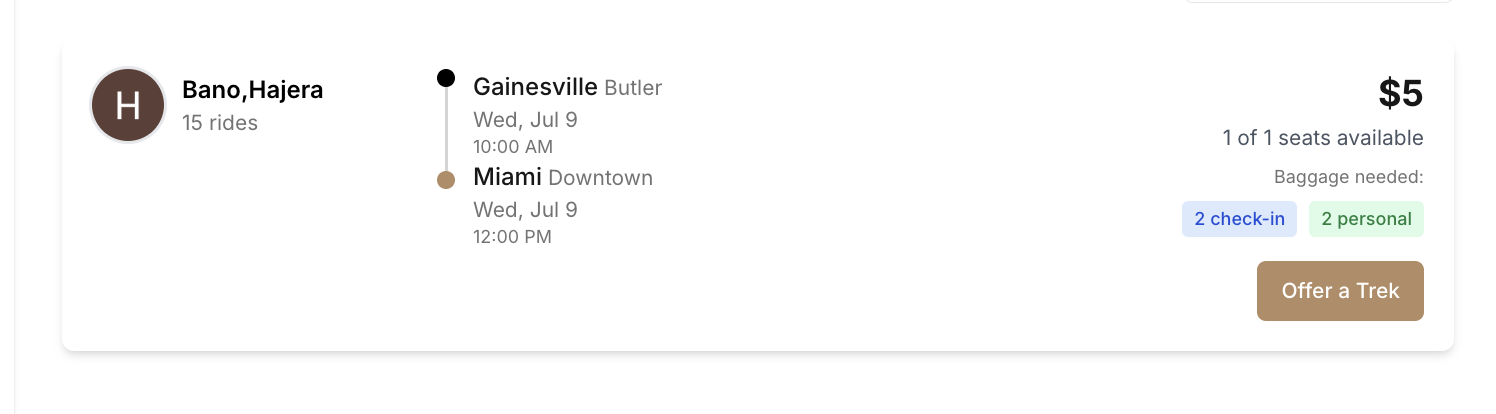 H
Bano,Hajera
15 rides
Gainesville Butler
Wed, Jul 9
10:00 AM
Miami Downtown
Wed, Jul 9
12:00 PM
$5
1 of 1 seats available
Baggage needed:
2 check-in 2 personal
Offer a Trek